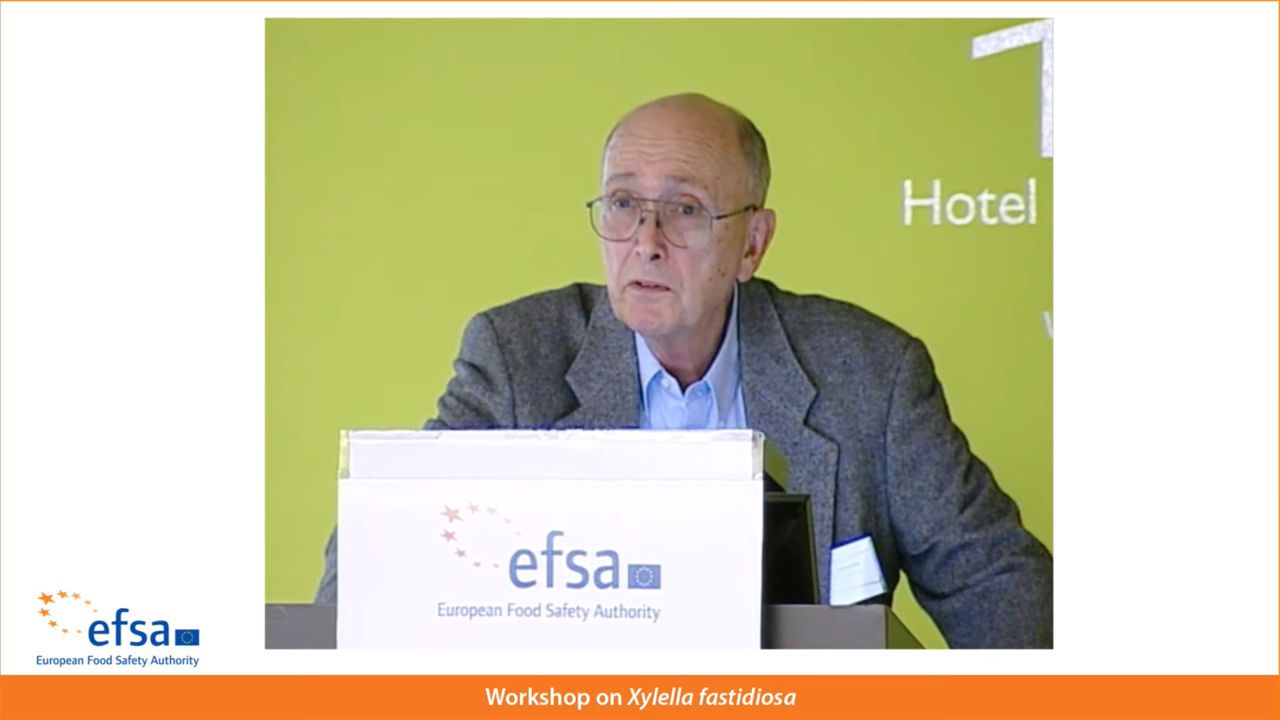 Hotel
efsa
European Food Safety Authority
efsa
European Food Safety Authority
Workshop on Xylella fastidiosa